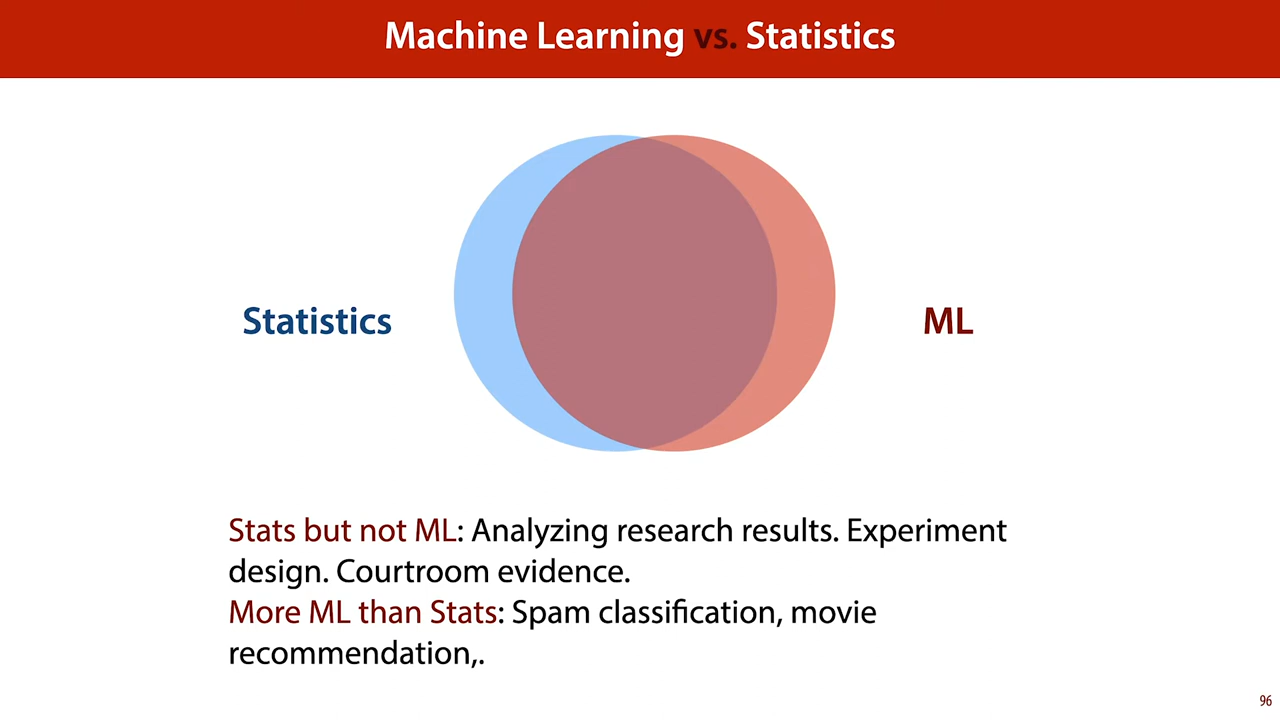 Machine Learning vs. Statistics
Statistics
ML
Stats but not ML: Analyzing research results. Experiment
design. Courtroom evidence.
More ML than Stats: Spam classification, movie
recommendation,.
96